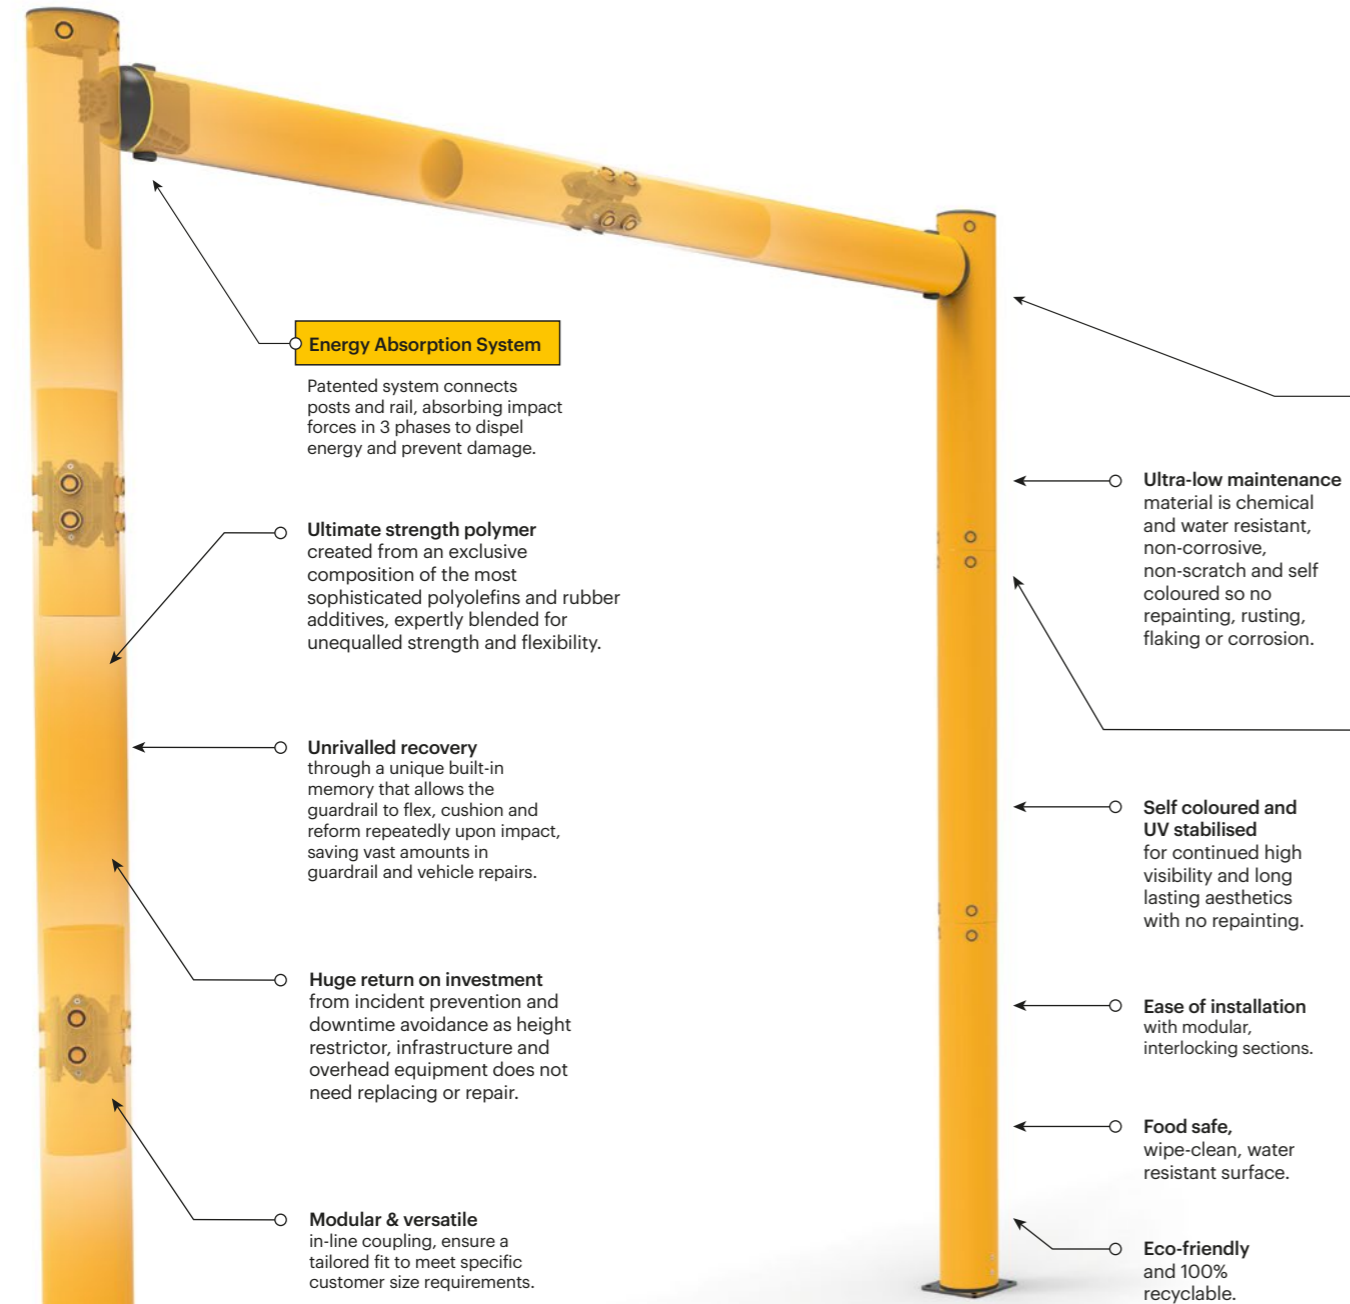 Energy Absorption System
Patented system connects
posts and rail, absorbing impact
forces in 3 phases to dispel
energy and prevent damage.
Ultimate strength polymer
created from an exclusive
composition of the most
sophisticated polyolefins and rubber
additives, expertly blended for
unequalled strength and flexibility.
Unrivalled recovery
through a unique built-in
memory that allows the
guardrail to flex, cushion and
reform repeatedly upon impact,
saving vast amounts in
guardrail and vehicle repairs.
Huge return on investment
from incident prevention and
downtime avoidance as height
restrictor, infrastructure and
overhead equipment does not
need replacing or repair.
Modular & versatile
in-line coupling, ensure a
tailored fit to meet specific
customer size requirements.
Ultra-low maintenance
material is chemical
and water resistant,
non-corrosive,
non-scratch and self
coloured so no
repainting, rusting,
flaking or corrosion.
Self coloured and
UV stabilised
for continued high
visibility and long
lasting aesthetics
with no repainting.
Ease of installation
with modular,
interlocking sections.
Food safe,
wipe-clean, water
resistant surface.
Eco-friendly
and 100%
recyclable.